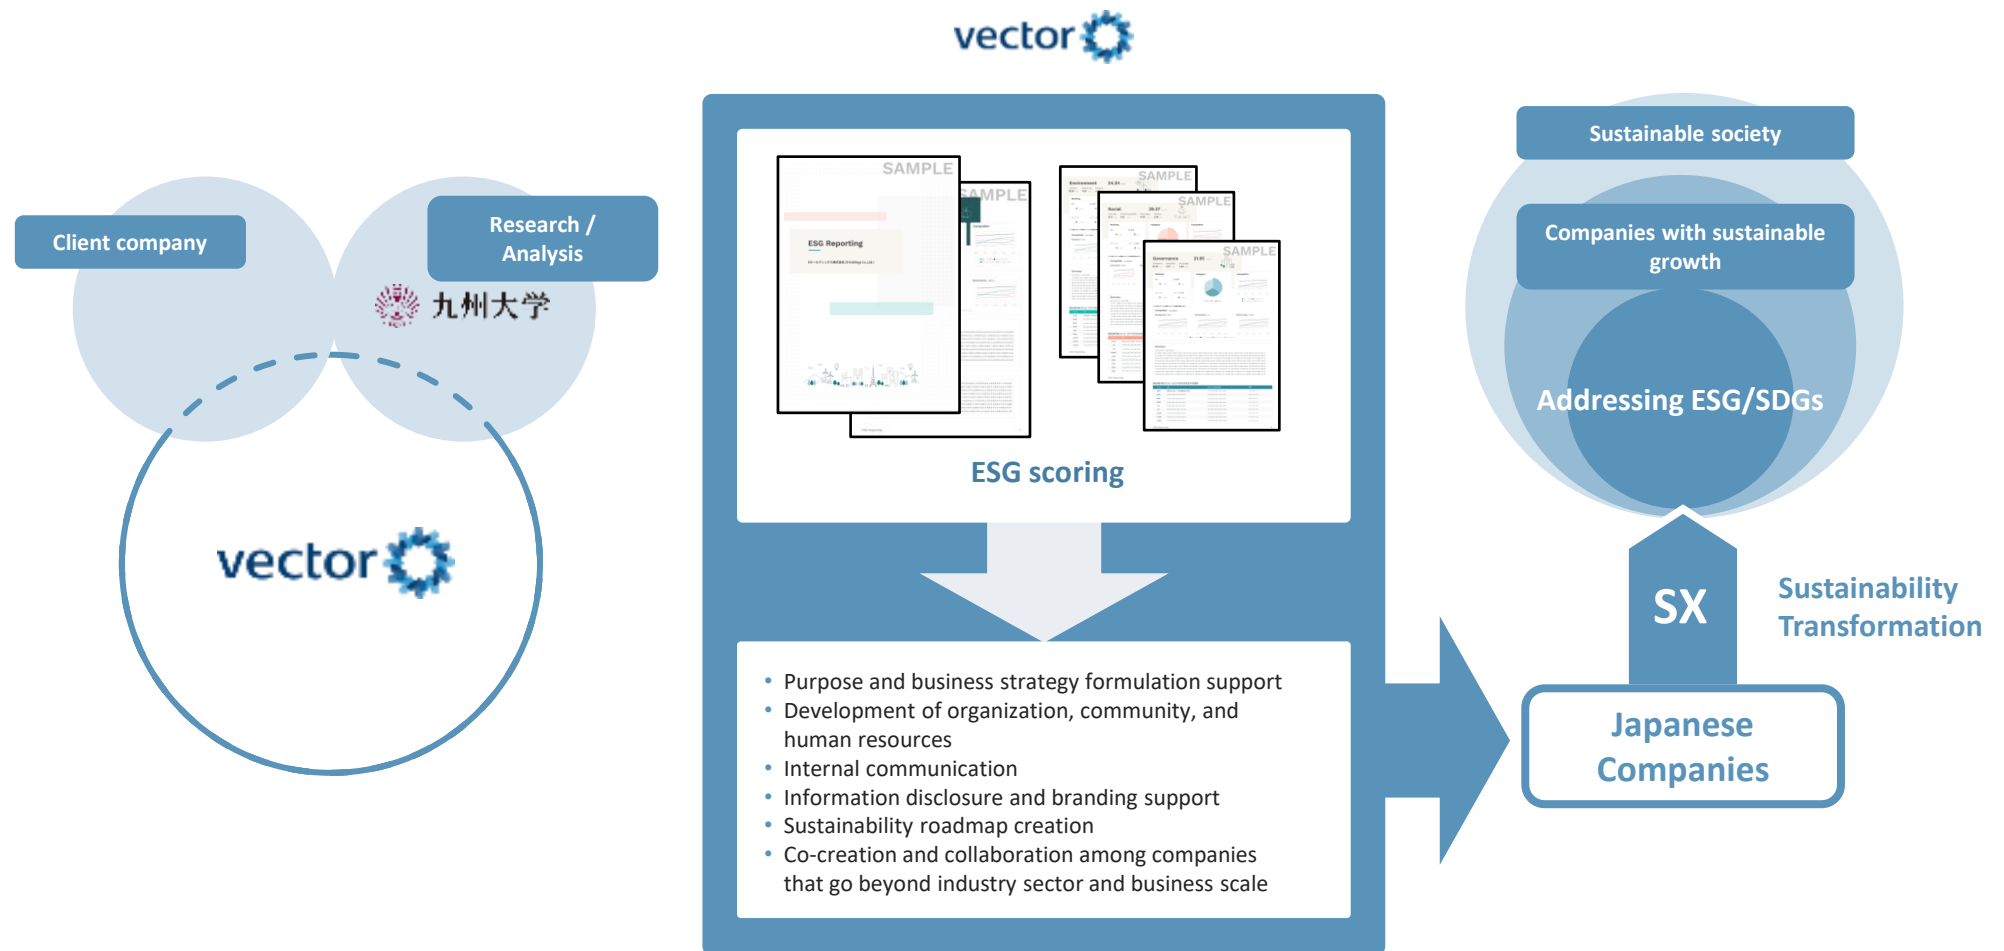 vector
Client company
Research /
Analysis
九州大学
vector
SAMPLE
ESG Reporting
SAMPLE
SAMPLE
Environment
SAMPLE
Social
SAMPLE
Governance
ESG scoring
• Purpose and business strategy formulation support
• Development of organization, community, and
human resources
• Internal communication
• Information disclosure and branding support
• Sustainability roadmap creation
• Co-creation and collaboration among companies
that go beyond industry sector and business scale
Sustainable society
Companies with sustainable
growth
Addressing ESG/SDGs
SX
Sustainability
Transformation
Japanese
Companies